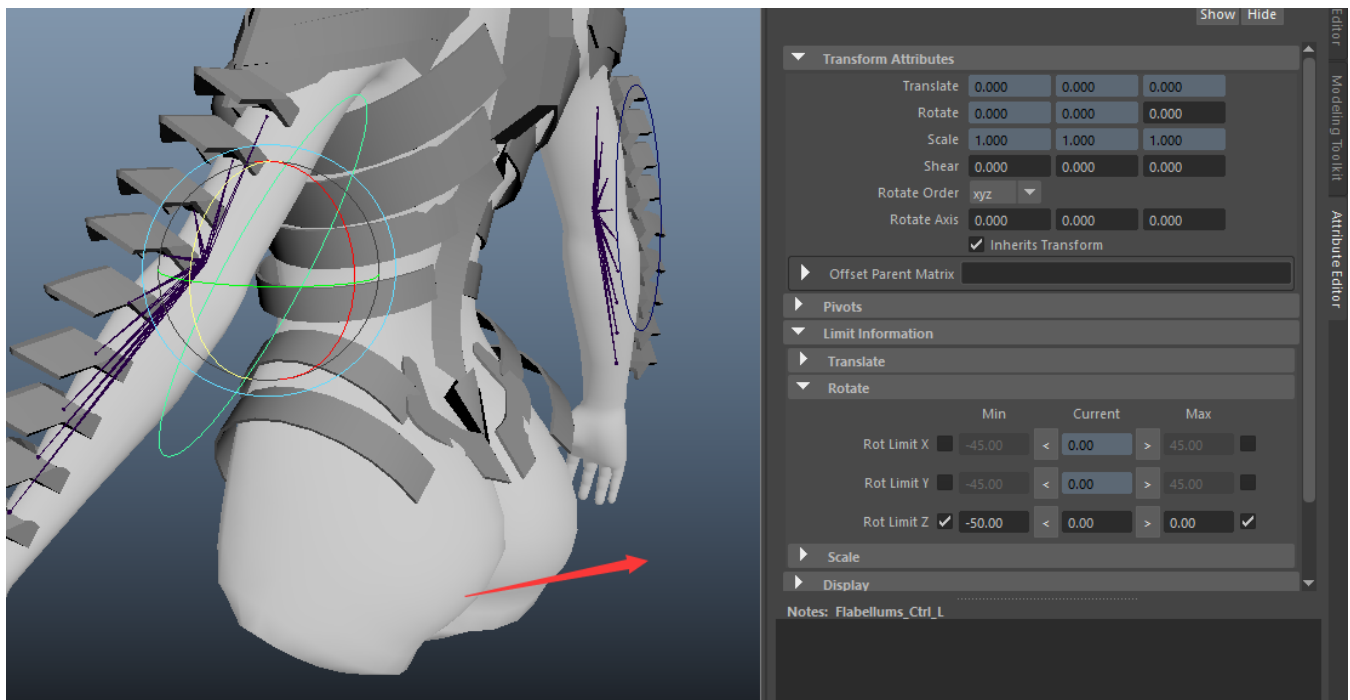 Show Hide
Editor
Transform Attributes
Translate 0.000 0.000 0.000
Rotate 0.000 0.000 0.000
Scale 1.000 1.000 1.000
Shear 0.000 0.000 0.000
Rotate Order xyz
Rotate Axis 0.000 0.000 0.000
Inherits Transform
Offset Parent Matrix
Pivots
Limit Information
Translate
Rotate
Min Current Max
Rot Limit X -45.00 < 0.00 > 45.00
Rot Limit Y -45.00 < 0.00 > 45.00
Rot Limit Z -50.00 < 0.00 > 0.00
Scale
Display
Notes: Flabellums_Ctrl_L
Modeling Toolkit
Attribute Editor